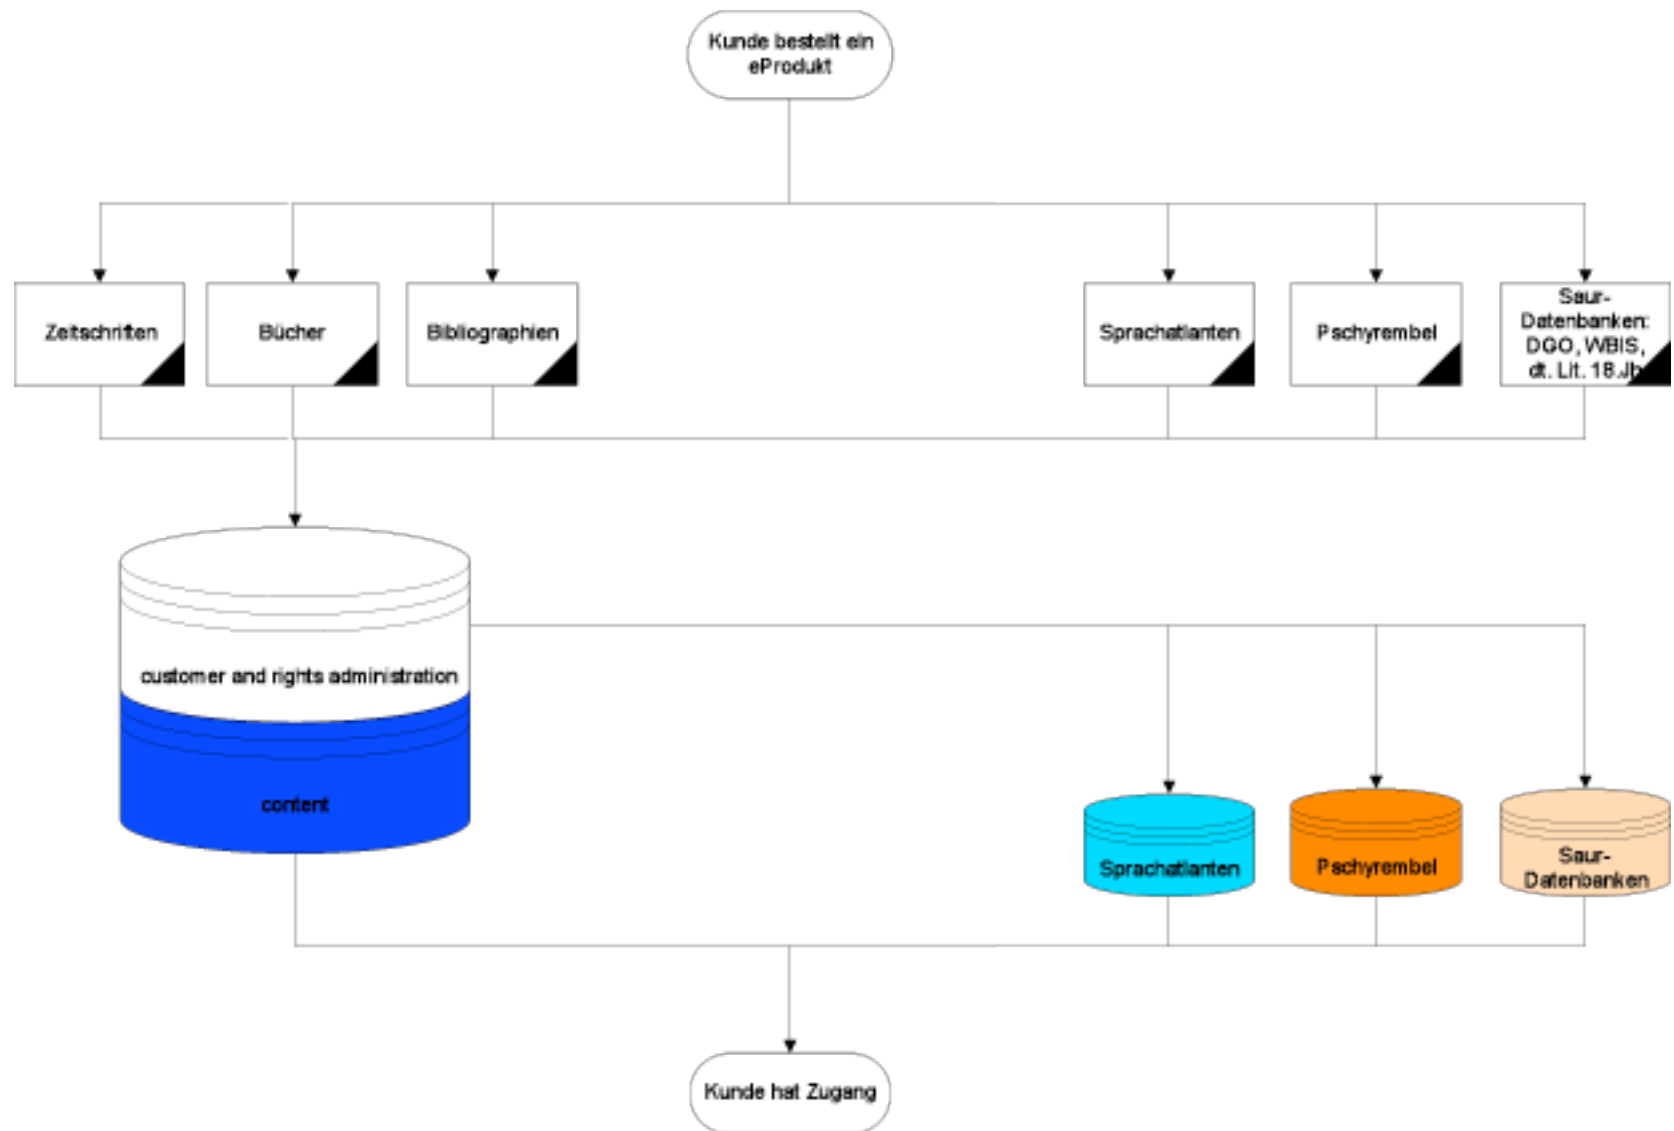 Kunde bestellt ein
eProdukt
Zeitschriften
Bücher
Bibliographien
Sprachatlanten
Pschyrembel
Saur-
Datenbanken:
DGO, WBIS,
dt. Lit. 18.Jh
customer and rights administration
content
Sprachatlanten
Pschyrembel
Saur-
Datenbanken
Kunde hat Zugang